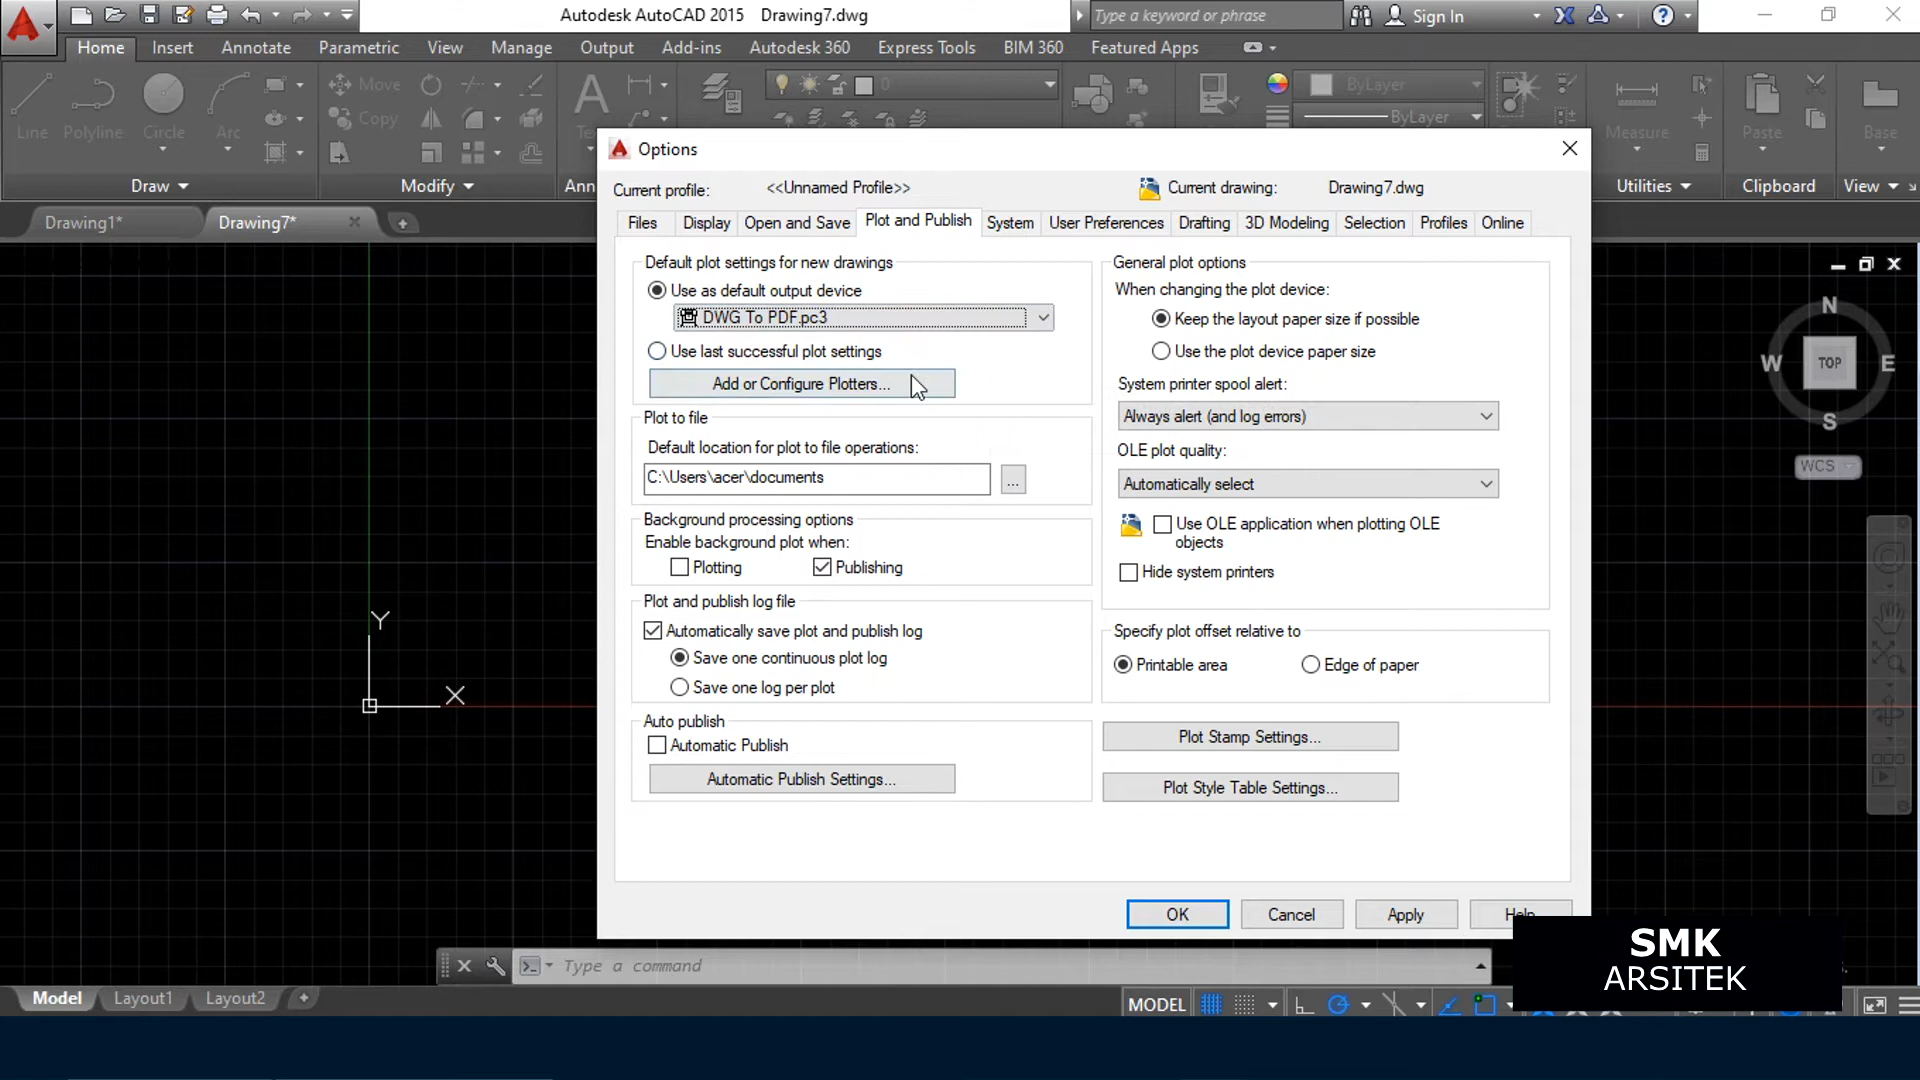 Autodesk AutoCAD 2015 Drawing7.dwg
Type a keyword or phrase
Sign In
Home Insert Annotate Parametric View Manage Output Add-ins Autodesk 360 Express Tools BIM 360 Featured Apps
Line Polyline Circle Arc
Move
Copy
0
ByLayer
ByLayer
Measure Paste Base
Draw Modify Ann Utilities Clipboard View
Drawing1* Drawing7*
Options
Current profile: <<Unnamed Profile>> Current drawing: Drawing7.dwg
Files Display Open and Save Plot and Publish System User Preferences Drafting 3D Modeling Selection Profiles Online
Default plot settings for new drawings
Use as default output device
DWG To PDF.pc3
Use last successful plot settings
Add or Configure Plotters...
Plot to file
Default location for plot to file operations:
C:\Users\acer\documents
...
Background processing options
Enable background plot when:
Plotting Publishing
Plot and publish log file
Automatically save plot and publish log
Save one continuous plot log
Save one log per plot
Auto publish
Automatic Publish
Automatic Publish Settings...
General plot options
When changing the plot device:
Keep the layout paper size if possible
Use the plot device paper size
System printer spool alert:
Always alert (and log errors)
OLE plot quality:
Automatically select
Use OLE application when plotting OLE
objects
Hide system printers
Specify plot offset relative to
Printable area Edge of paper
Plot Stamp Settings...
Plot Style Table Settings...
OK Cancel Apply Help
N
W TOP E
S
WCS
Y
X
Type a command
SMK
ARSITEK
Model Layout1 Layout2
MODEL